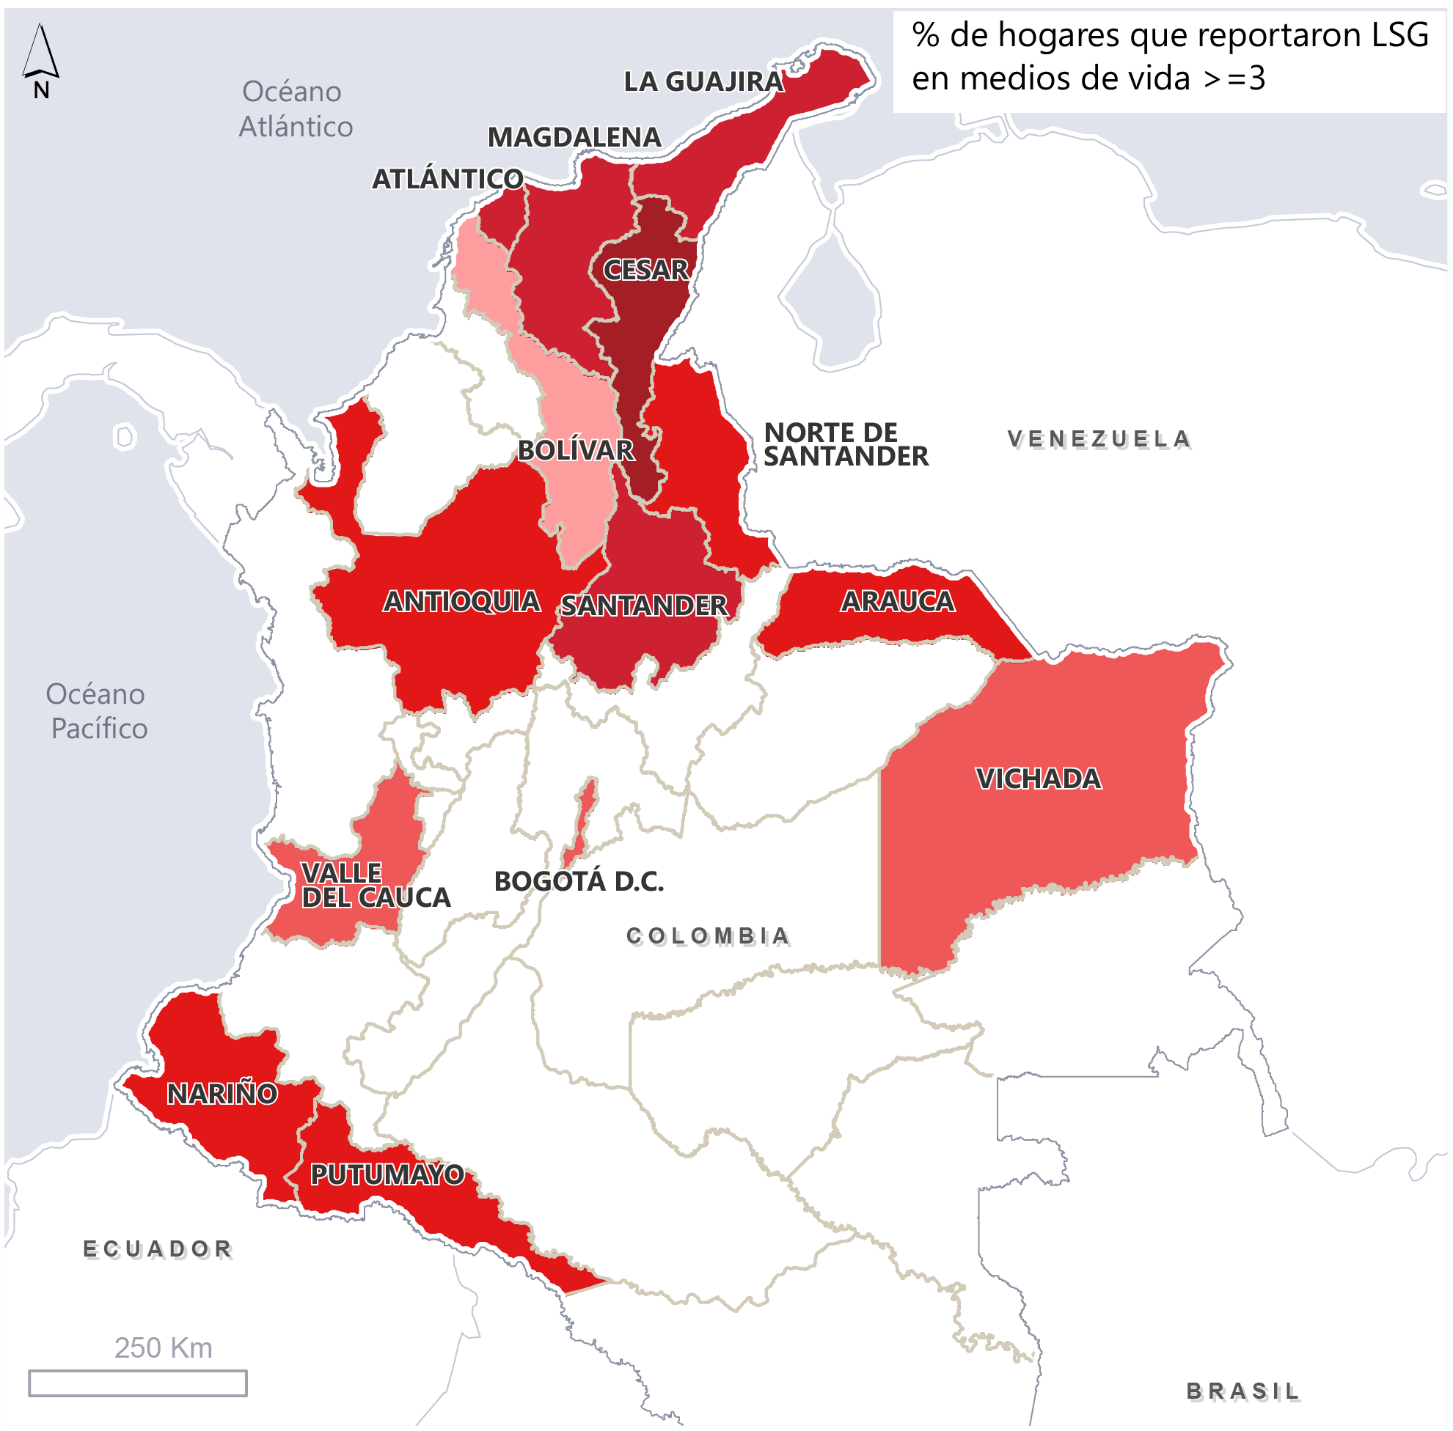 % de hogares que reportaron LSG
en medios de vida >=3
N
Océano
Atlántico
LA GUAJIRA
MAGDALENA
ATLÁNTICO
CESAR
BOLÍVAR
NORTE DE
SANTANDER
VENEZUELA
ANTIOQUIA
SANTANDER
ARAUCA
Océano
Pacífico
VICHADA
VALLE
DEL CAUCA
BOGOTÁ D.C.
COLOMBIA
NARIÑO
PUTUMAYO
ECUADOR
250 Km
BRASIL